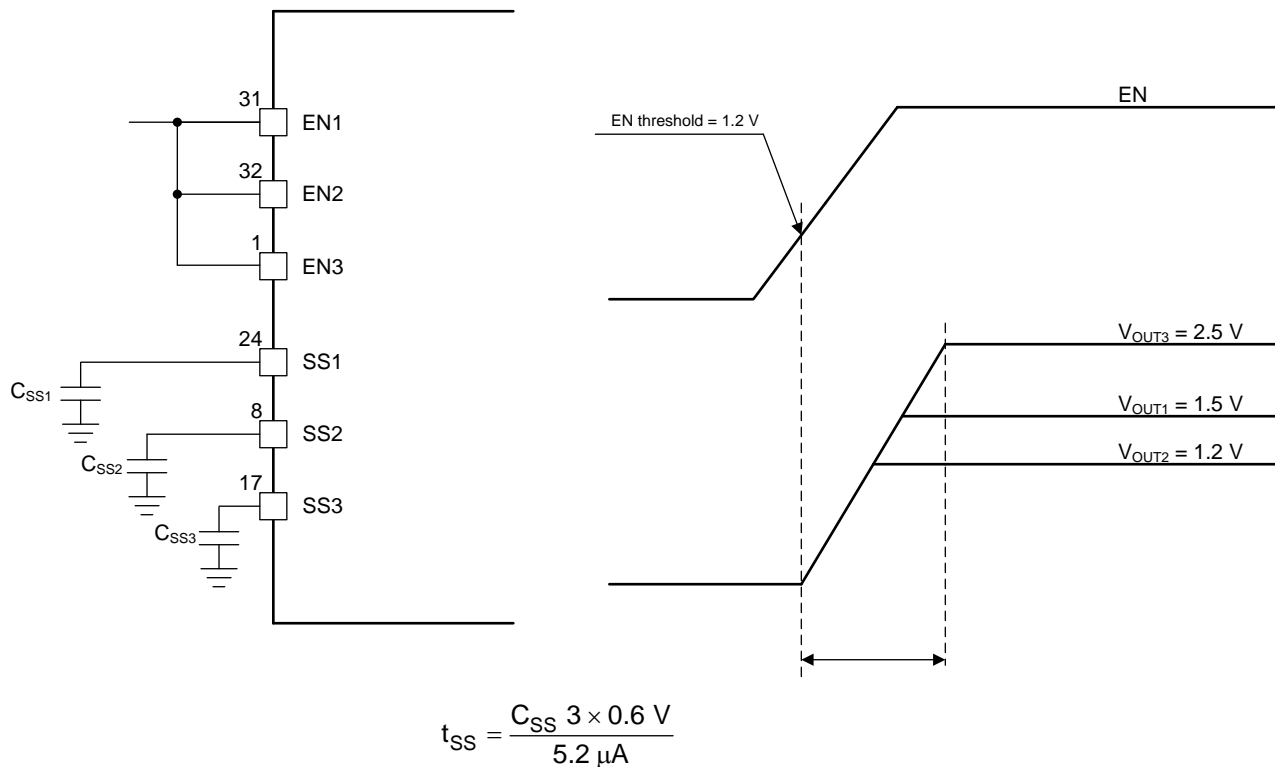 31
EN1
32
EN2
1
EN3
24
SS1
CSS1
8
SS2
CSS2
17
SS3
CSS3
EN
EN threshold = 1.2 V
VOUT3 = 2.5 V
VOUT1 = 1.5 V
VOUT2 = 1.2 V
tSS = CSS 3 × 0.6 V / 5.2 μA